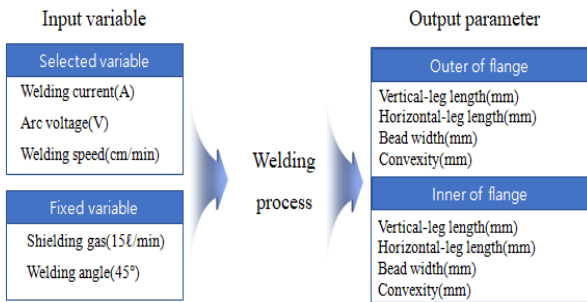 Input variable
Selected variable
Welding current(A)
Arc voltage(V)
Welding speed(cm/min)
Fixed variable
Shielding gas(15ℓ/min)
Welding angle(45°)
Welding
process
Output parameter
Outer of flange
Vertical-leg length(mm)
Horizontal-leg length(mm)
Bead width(mm)
Convexity(mm)
Inner of flange
Vertical-leg length(mm)
Horizontal-leg length(mm)
Bead width(mm)
Convexity(mm)